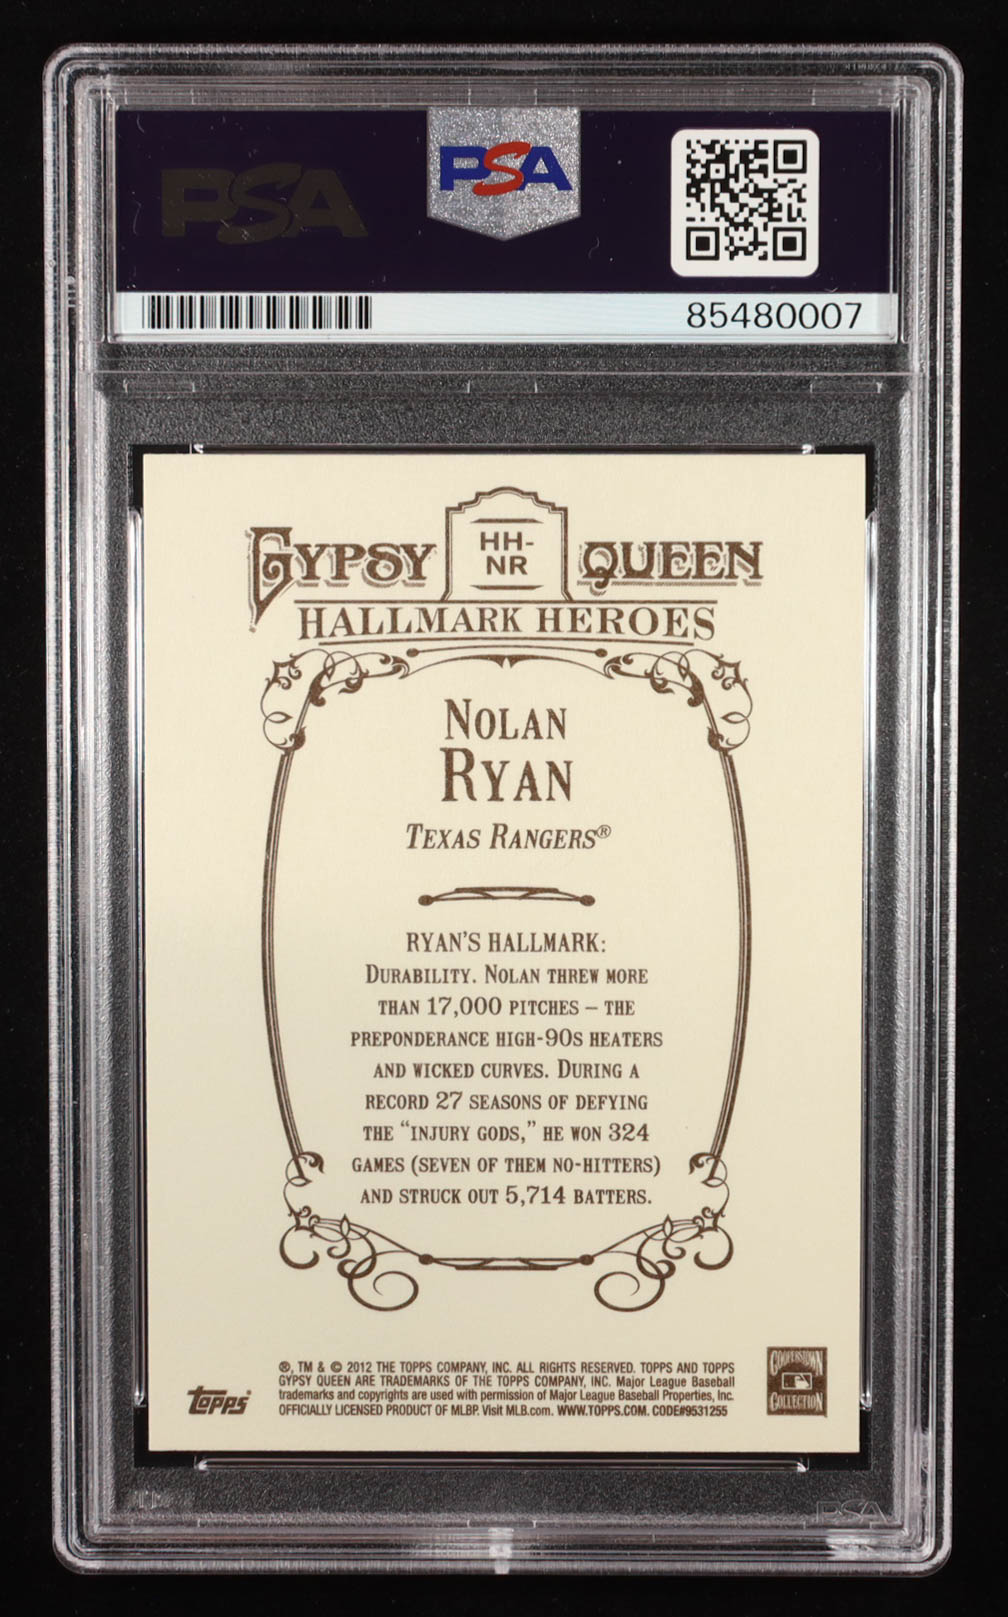 PSA
PSA
85480007
GYPSY QUEEN
HH-
NR
HALLMARK HEROES
NOLAN
RYAN
TEXAS RANGERS®
RYAN'S HALLMARK:
DURABILITY. NOLAN THREW MORE
THAN 17,000 PITCHES – THE
PREPONDERANCE HIGH-90S HEATERS
AND WICKED CURVES. DURING A
RECORD 27 SEASONS OF DEFYING
THE “INJURY GODS,” HE WON 324
GAMES (SEVEN OF THEM NO-HITTERS)
AND STRUCK OUT 5,714 BATTERS.
®, TM & © 2012 THE TOPPS COMPANY, INC. ALL RIGHTS RESERVED. TOPPS AND TOPPS
GYPSY QUEEN ARE TRADEMARKS OF THE TOPPS COMPANY, INC. Major League Baseball
trademarks and copyrights are used with permission of Major League Baseball Properties, Inc.
OFFICIALLY LICENSED PRODUCT OF MLBP. Visit MLB.com. WWW.TOPPS.COM. CODE#9531255
topps
COOPERSTOWN
COLLECTION
PSA